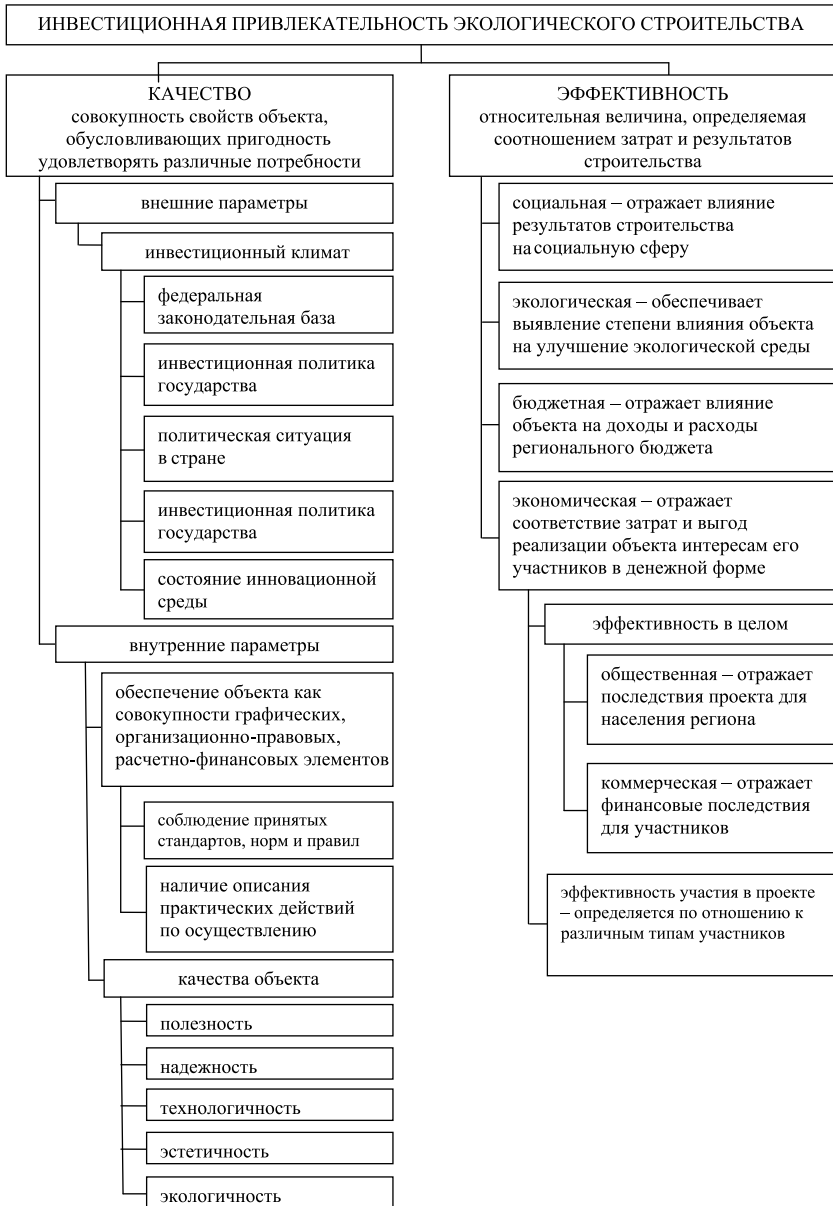 ИНВЕСТИЦИОННАЯ ПРИВЛЕКАТЕЛЬНОСТЬ ЭКОЛОГИЧЕСКОГО СТРОИТЕЛЬСТВА
КАЧЕСТВО
совокупность свойств объекта,
обусловливающих пригодность
удовлетворять различные потребности
внешние параметры
инвестиционный климат
федеральная
законодательная база
инвестиционная политика
государства
политическая ситуация
в стране
инвестиционная политика
государства
состояние инновационной
среды
внутренние параметры
обеспечение объекта как
совокупности графических,
организационно-правовых,
расчетно-финансовых элементов
соблюдение принятых
стандартов, норм и правил
наличие описания
практических действий
по осуществлению
качества объекта
полезность
надежность
технологичность
эстетичность
экологичность
ЭФФЕКТИВНОСТЬ
относительная величина, определяемая
соотношением затрат и результатов
строительства
социальная – отражает влияние
результатов строительства
на социальную сферу
экологическая – обеспечивает
выявление степени влияния объекта
на улучшение экологической среды
бюджетная – отражает влияние
объекта на доходы и расходы
регионального бюджета
экономическая – отражает
соответствие затрат и выгод
реализации объекта интересам его
участников в денежной форме
эффективность в целом
общественная – отражает
последствия проекта для
населения региона
коммерческая – отражает
финансовые последствия
для участников
эффективность участия в проекте
– определяется по отношению к
различным типам участников